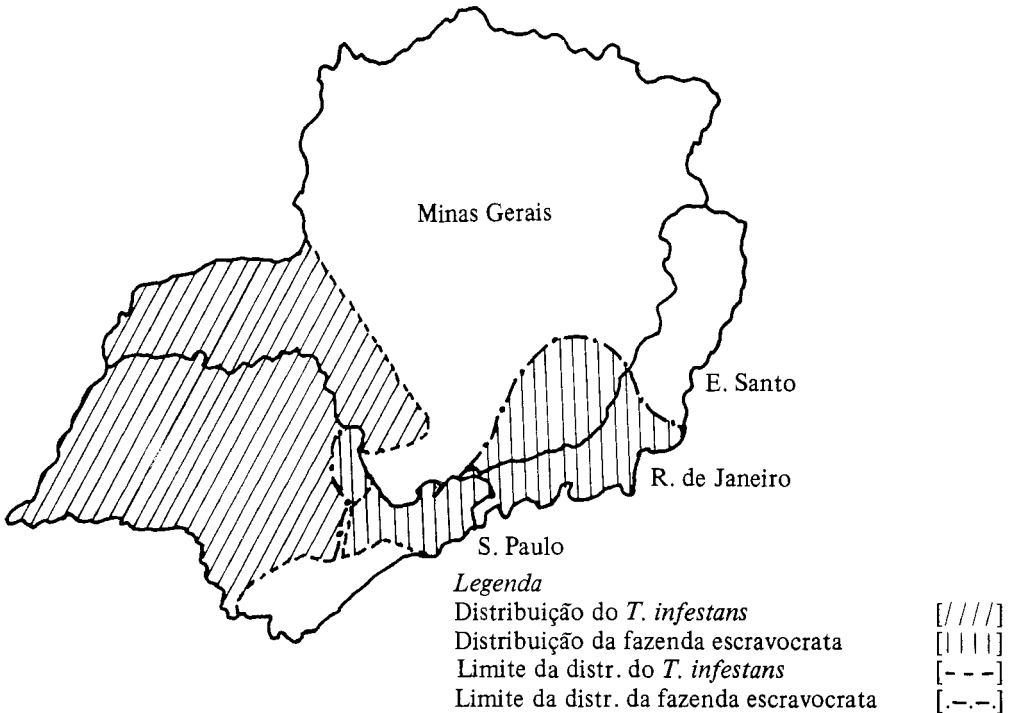 Minas Gerais
E. Santo
R. de Janeiro
S. Paulo
Legenda
Distribuição do T. infestans [////]
Distribuição da fazenda escravocrata [||||]
Limite da distr. do T. infestans [- - -]
Limite da distr. da fazenda escravocrata [.–.–.]